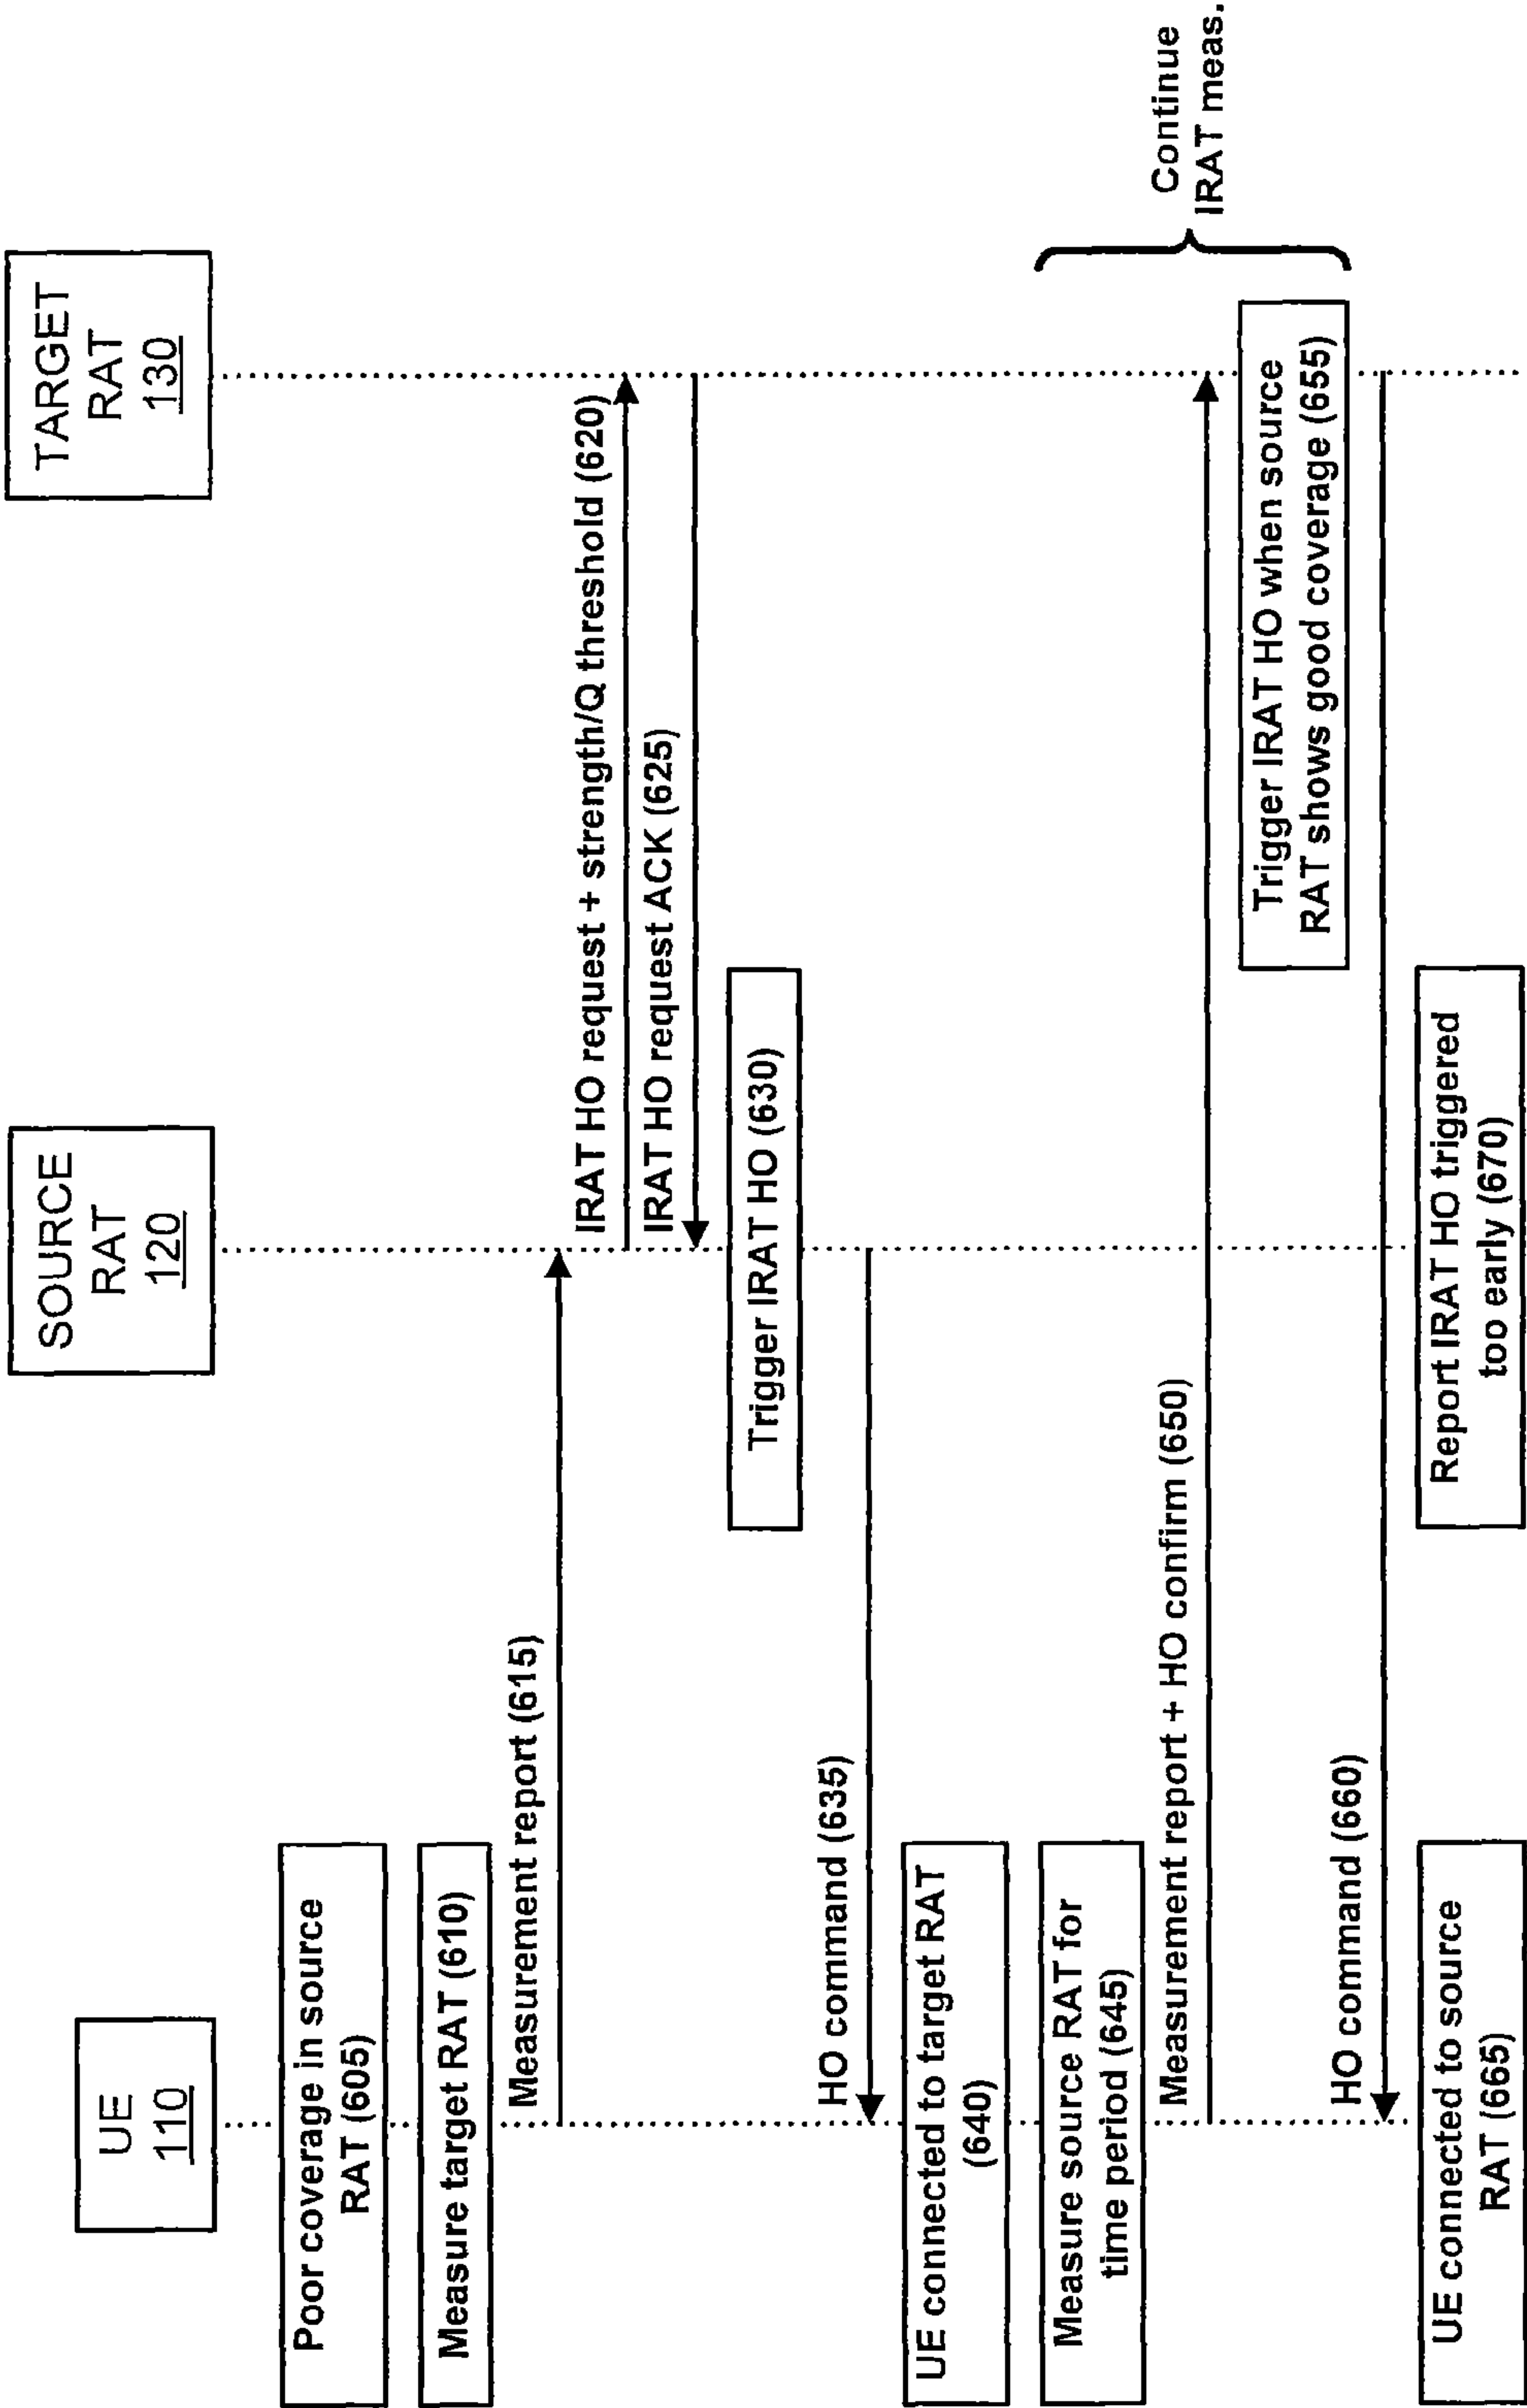 UE
110
SOURCE
RAT
120
TARGET
RAT
130
Poor coverage in source
RAT (605)
Measure target RAT (610)
Measurement report (615)
IRAT HO request + strength/Q threshold (620)
IRAT HO request ACK (625)
Trigger IRAT HO (630)
HO command (635)
UE connected to target RAT
(640)
Measure source RAT for
time period (645)
Measurement report + HO confirm (650)
Trigger IRAT HO when source
RAT shows good coverage (655)
Continue
IRAT meas.
HO command (660)
UE connected to source
RAT (665)
Report IRAT HO triggered
too early (670)